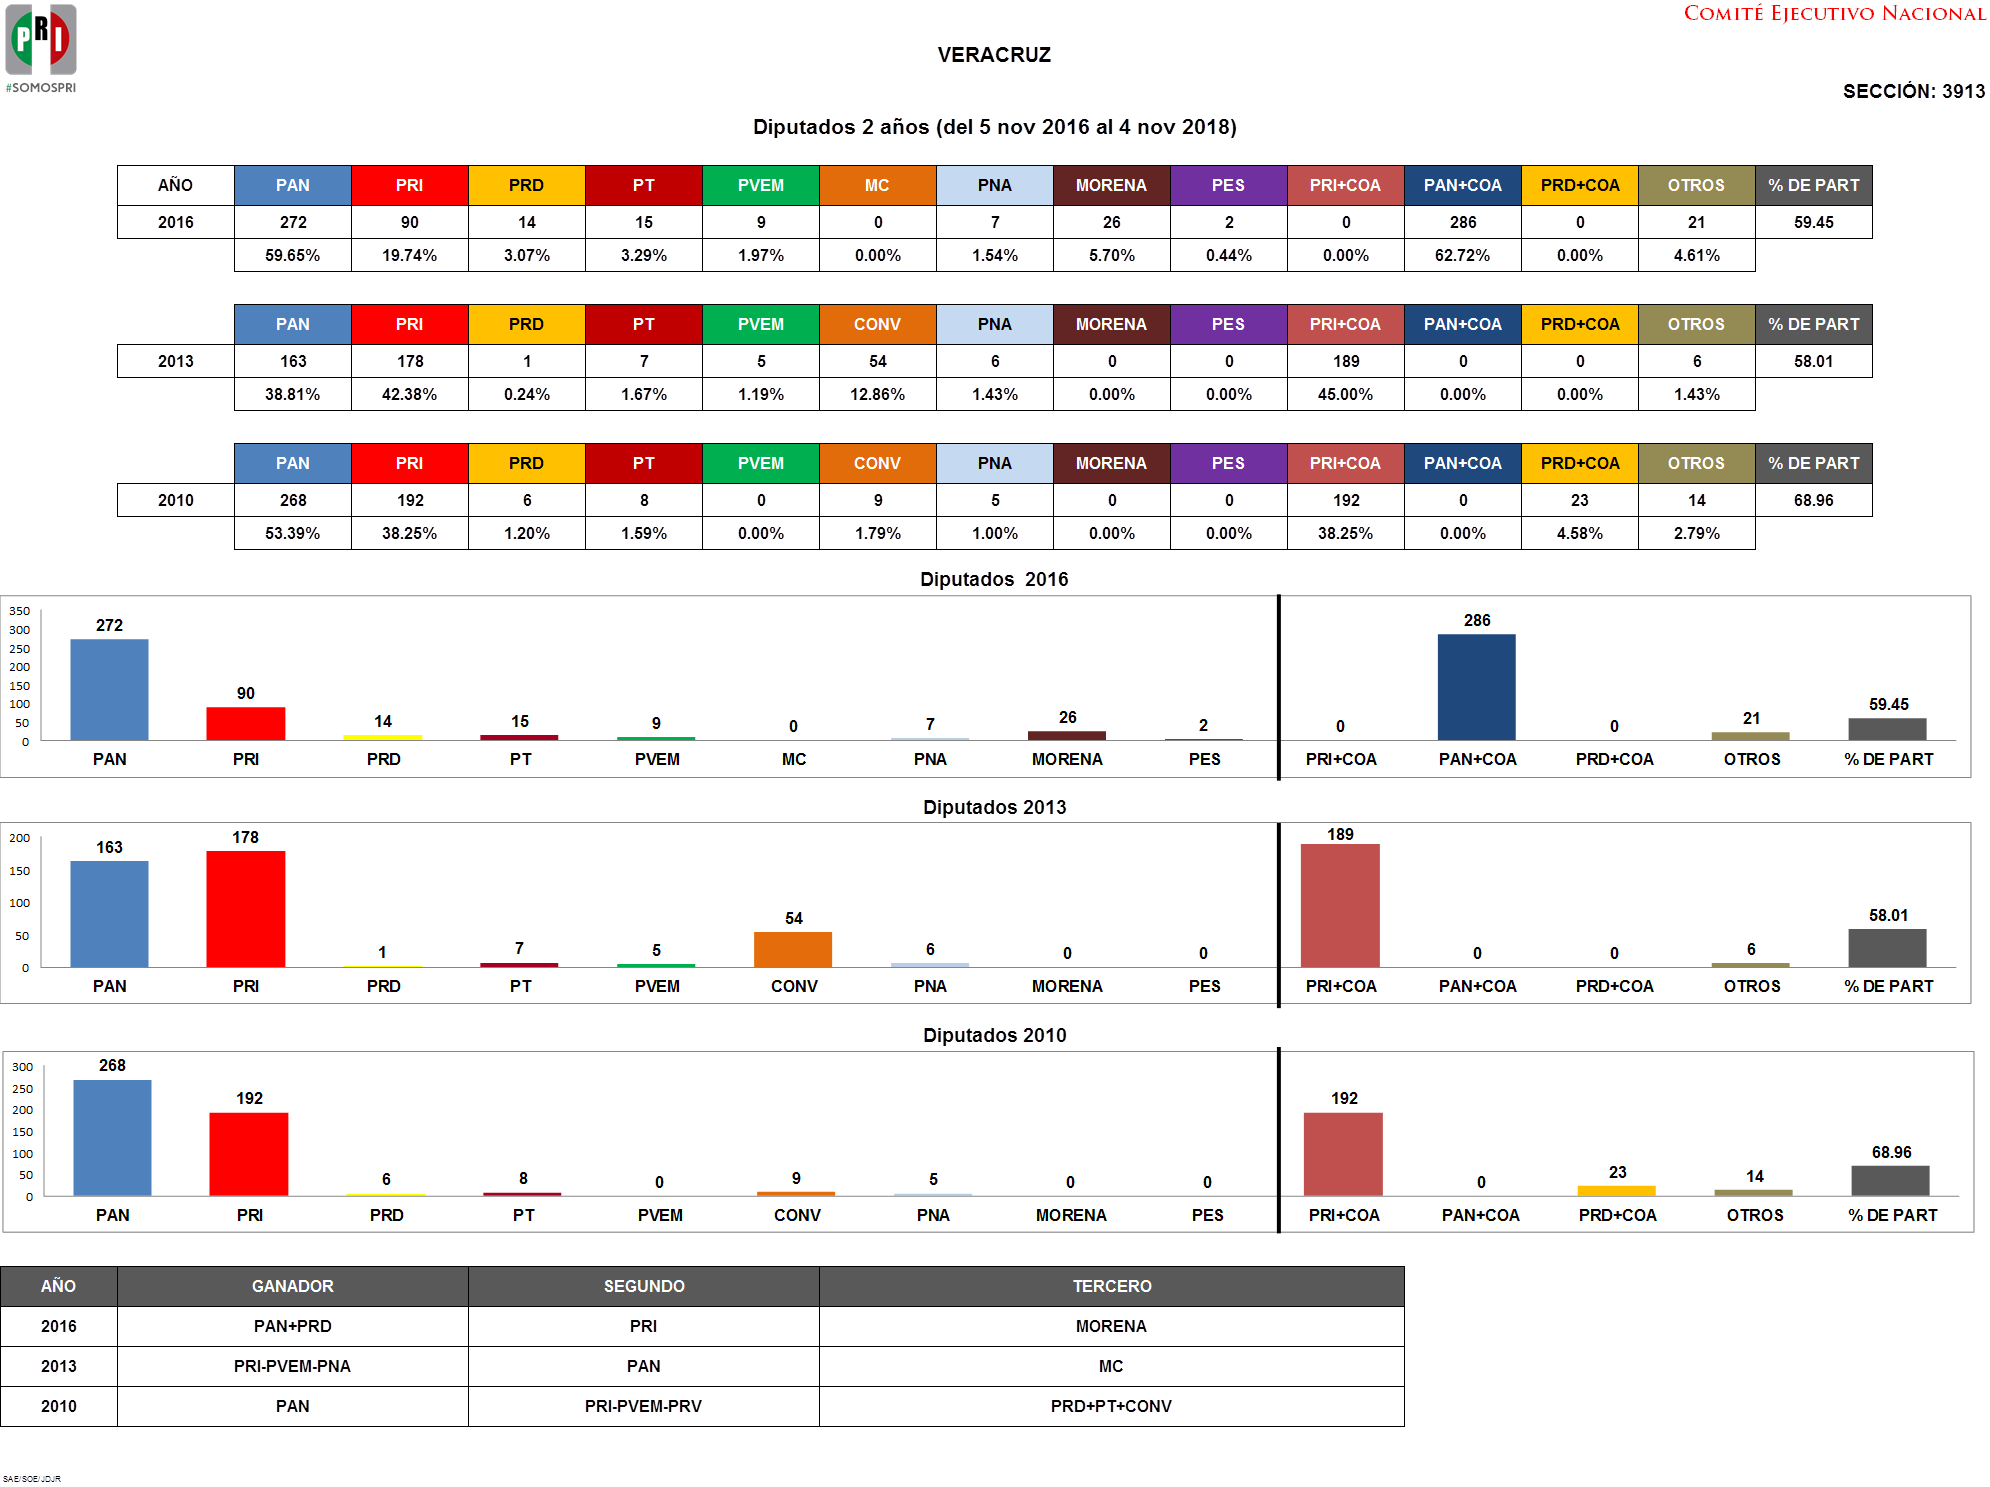 PRI
#SOMOSPRI
COMITÉ EJECUTIVO NACIONAL
VERACRUZ
SECCIÓN: 3913
Diputados 2 años (del 5 nov 2016 al 4 nov 2018)
AÑO PAN PRI PRD PT PVEM MC PNA MORENA PES PRI+COA PAN+COA PRD+COA OTROS % DE PART
2016 272 90 14 15 9 0 7 26 2 0 286 0 21 59.45
59.65% 19.74% 3.07% 3.29% 1.97% 0.00% 1.54% 5.70% 0.44% 0.00% 62.72% 0.00% 4.61%
PAN PRI PRD PT PVEM CONV PNA MORENA PES PRI+COA PAN+COA PRD+COA OTROS % DE PART
2013 163 178 1 7 5 54 6 0 0 189 0 0 6 58.01
38.81% 42.38% 0.24% 1.67% 1.19% 12.86% 1.43% 0.00% 0.00% 45.00% 0.00% 0.00% 1.43%
PAN PRI PRD PT PVEM CONV PNA MORENA PES PRI+COA PAN+COA PRD+COA OTROS % DE PART
2010 268 192 6 8 0 9 5 0 0 192 0 23 14 68.96
53.39% 38.25% 1.20% 1.59% 0.00% 1.79% 1.00% 0.00% 0.00% 38.25% 0.00% 4.58% 2.79%
Diputados 2016
350
300
250
200
150
100
50
0
272 90 14 15 9 0 7 26 2 0 286 0 21 59.45
PAN PRI PRD PT PVEM MC PNA MORENA PES PRI+COA PAN+COA PRD+COA OTROS % DE PART
Diputados 2013
200
150
100
50
0
163 178 1 7 5 54 6 0 0 189 0 0 6 58.01
PAN PRI PRD PT PVEM CONV PNA MORENA PES PRI+COA PAN+COA PRD+COA OTROS % DE PART
Diputados 2010
300
250
200
150
100
50
0
268 192 6 8 0 9 5 0 0 192 0 23 14 68.96
PAN PRI PRD PT PVEM CONV PNA MORENA PES PRI+COA PAN+COA PRD+COA OTROS % DE PART
AÑO GANADOR SEGUNDO TERCERO
2016 PAN+PRD PRI MORENA
2013 PRI-PVEM-PNA PAN MC
2010 PAN PRI-PVEM-PRV PRD+PT+CONV
SAE/SOE/JDJR